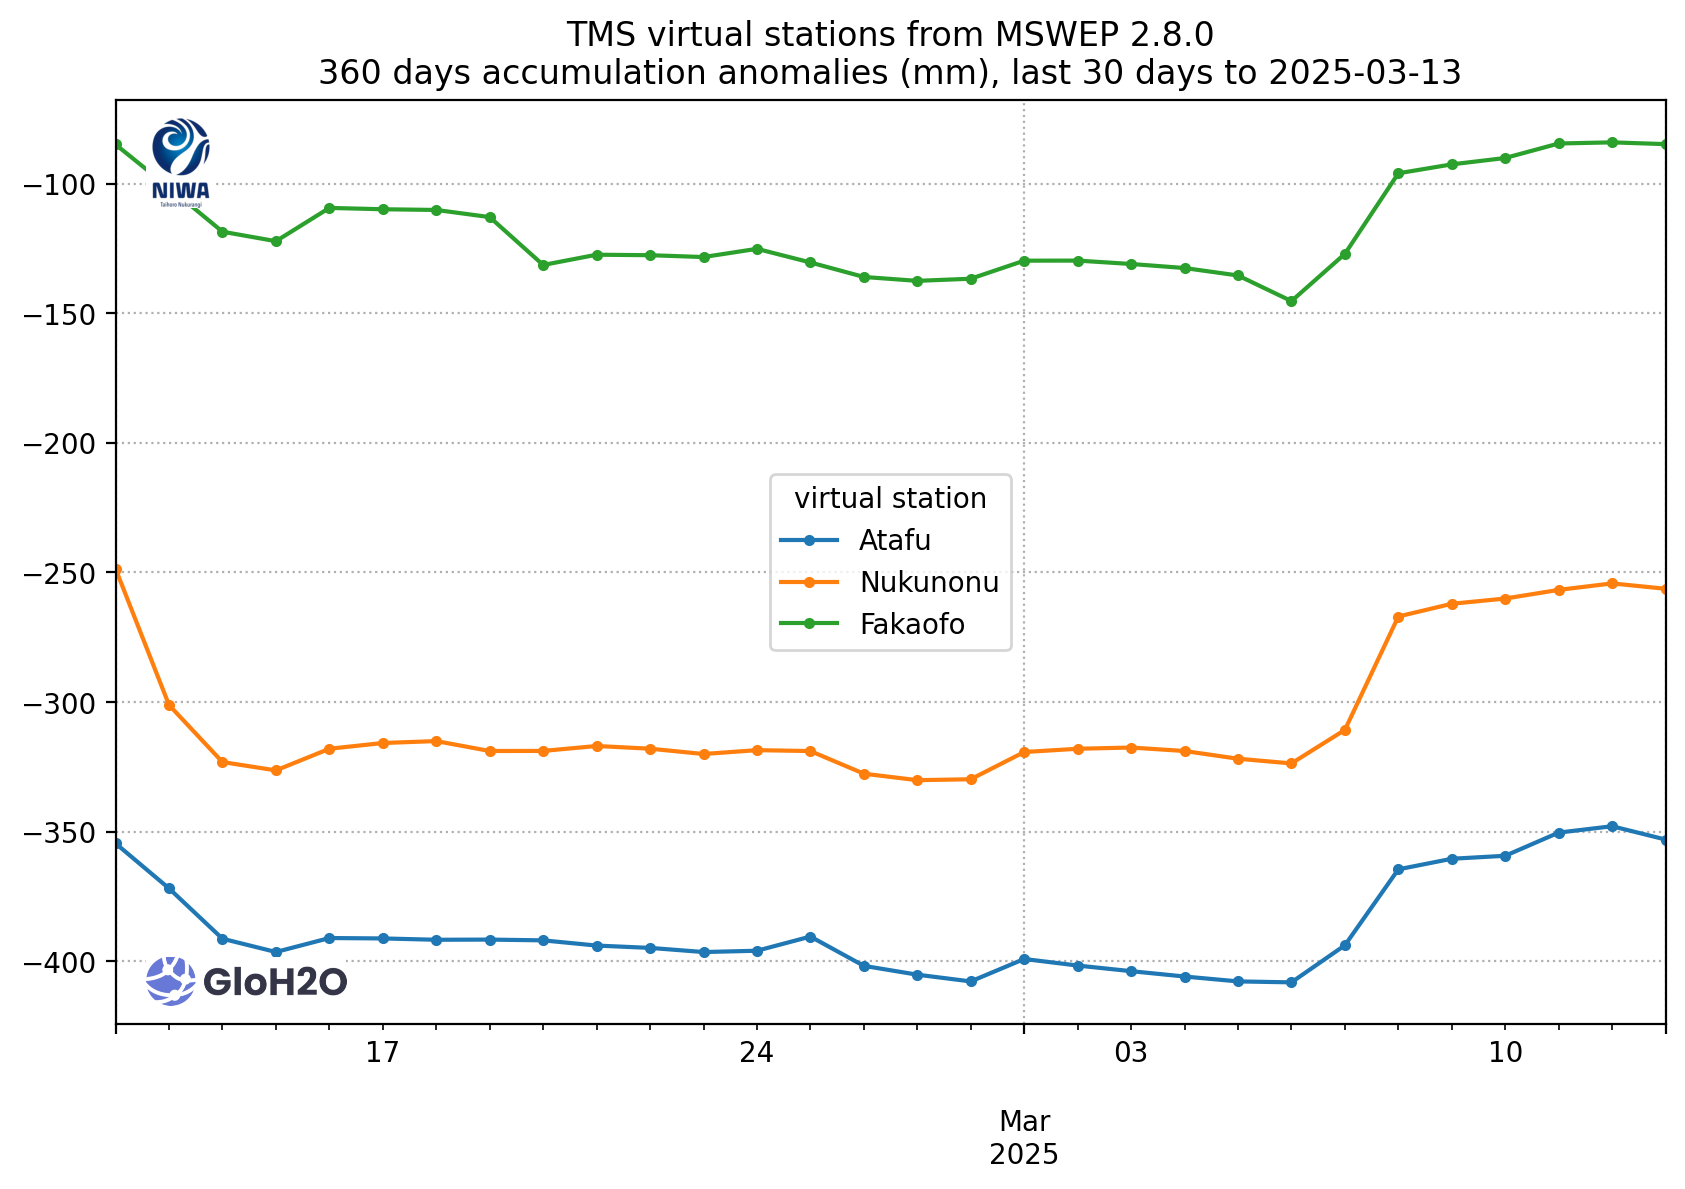 TMS virtual stations from MSWEP 2.8.0
360 days accumulation anomalies (mm), last 30 days to 2025-03-13
NIWA
Taihoro Nukurangi
−100
−150
−200
−250
−300
−350
−400
virtual station
Atafu
Nukunonu
Fakaofo
GloH2O
17
24
03
10
Mar
2025